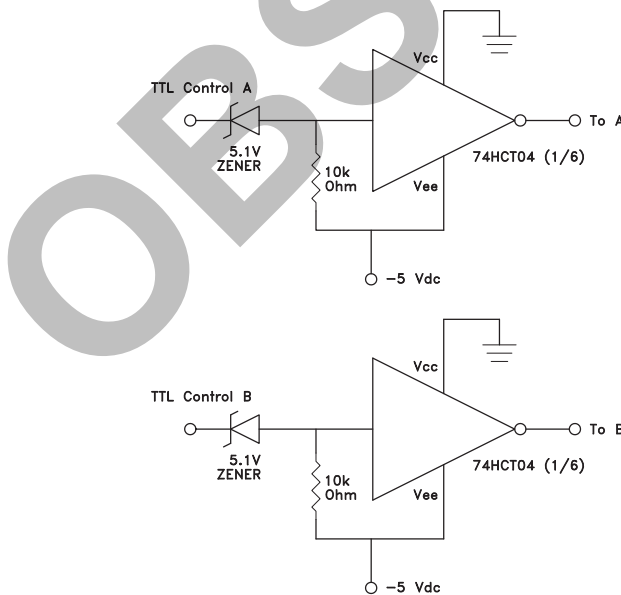 OBS
Vcc
TTL Control A
To A
5.1V
ZENER
10k
Ohm
74HCT04 (1/6)
Vee
-5 Vdc
Vcc
TTL Control B
To B
5.1V
ZENER
10k
Ohm
74HCT04 (1/6)
Vee
-5 Vdc